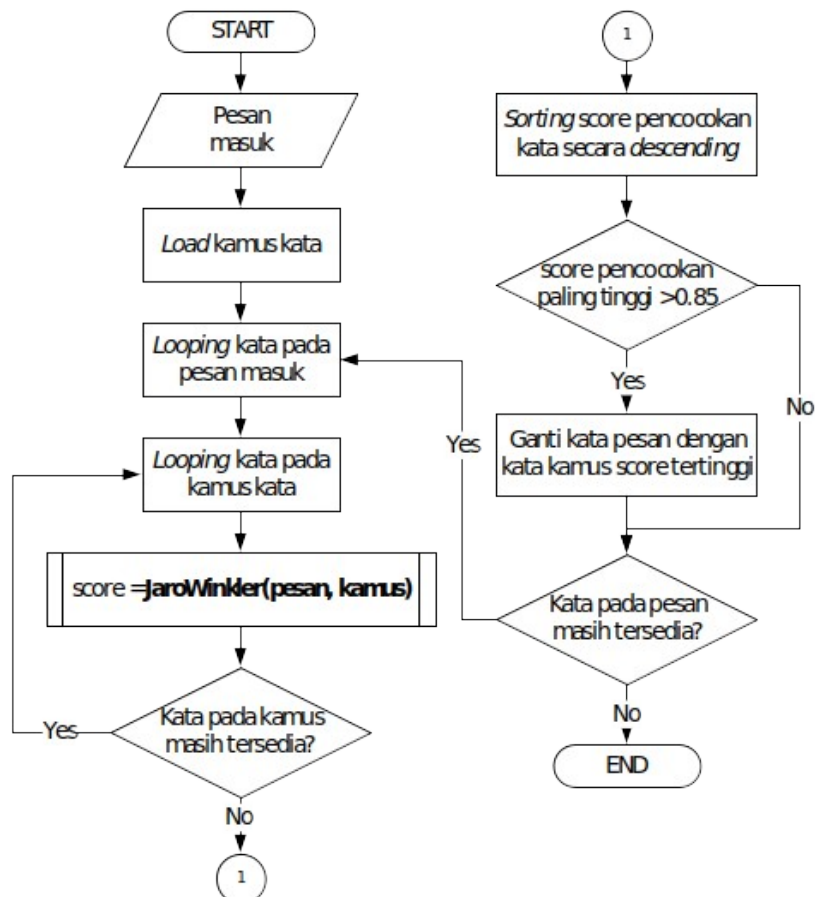 START
Pesan
masuk
Load kamus kata
Looping kata pada
pesan masuk
Looping kata pada
kamus kata
score =JaroWinkler(pesan, kamus)
Kata pada kamus
masih tersedia?
Yes
No
1
1
Sorting score pencocokan
kata secara descending
score pencocokan
paling tinggi >0.85
Yes
No
Ganti kata pesan dengan
kata kamus score tertinggi
Kata pada pesan
masih tersedia?
Yes
No
END